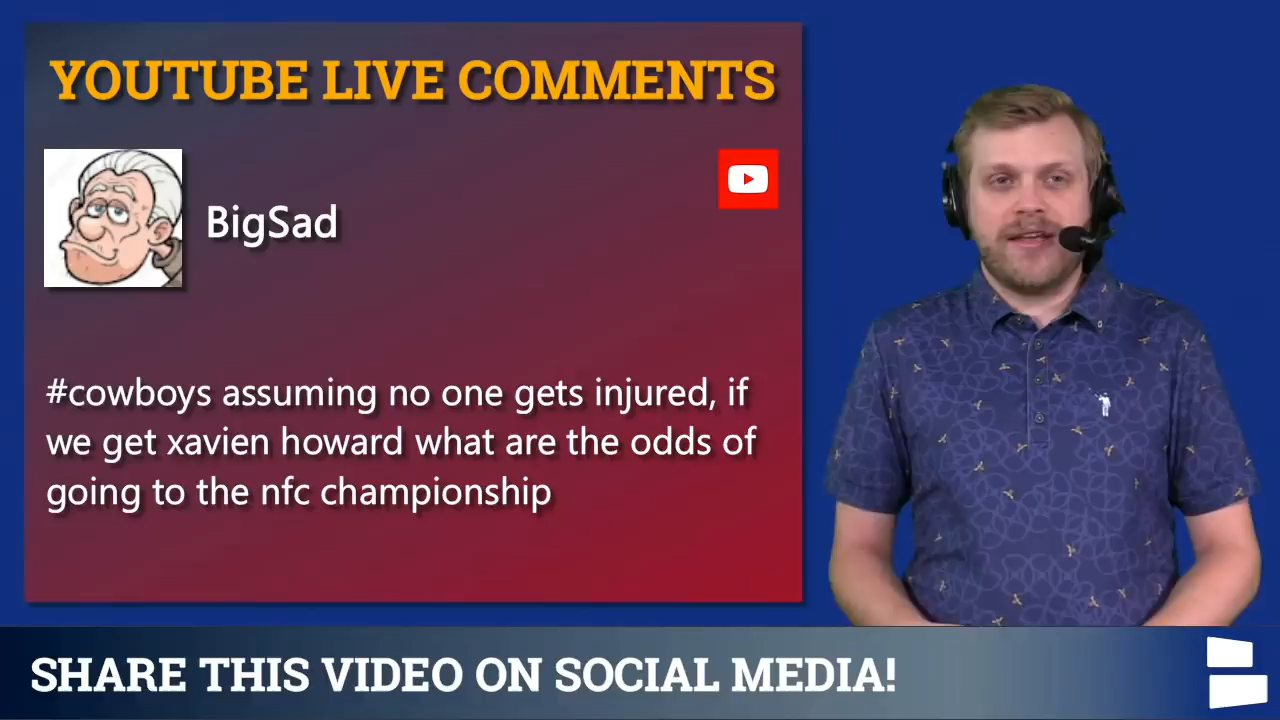 YOUTUBE LIVE COMMENTS
BigSad
#cowboys assuming no one gets injured, if
we get xavien howard what are the odds of
going to the nfc championship
SHARE THIS VIDEO ON SOCIAL MEDIA!